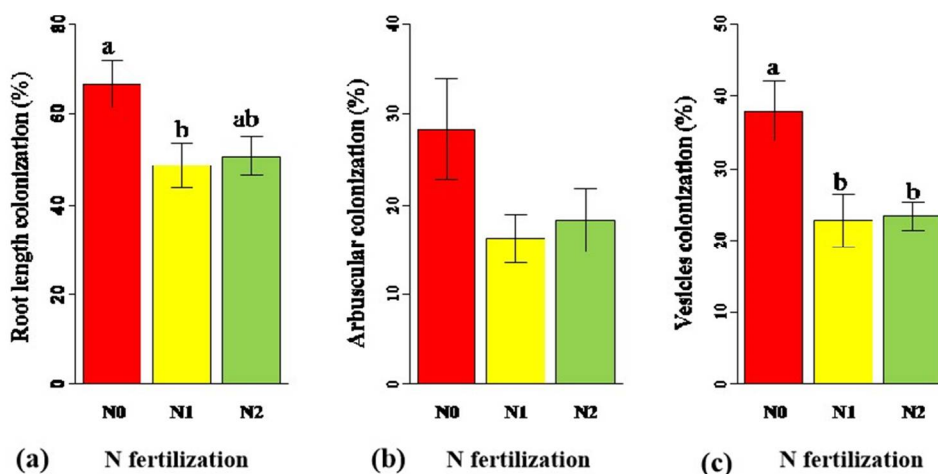 Root length colonization (%)
80
60
40
20
0
a
b
ab
N0 N1 N2
(a) N fertilization
Arbuscular colonization (%)
40
30
20
10
0
N0 N1 N2
(b) N fertilization
Vesicles colonization (%)
50
40
30
20
10
0
a
b
b
N0 N1 N2
(c) N fertilization